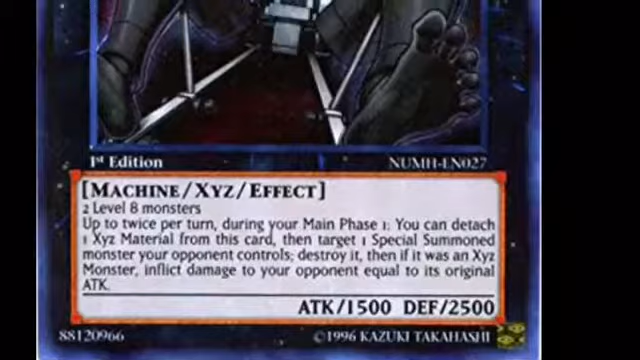 1st Edition
NUMH-EN027
[MACHINE/XYZ/EFFECT]
2 Level 8 monsters
Up to twice per turn, during your Main Phase 1: You can detach
1 Xyz Material from this card, then target 1 Special Summoned
monster your opponent controls; destroy it, then if it was an Xyz
Monster, inflict damage to your opponent equal to its original
ATK.
ATK/1500 DEF/2500
88120966
©1996 KAZUKI TAKAHASHI